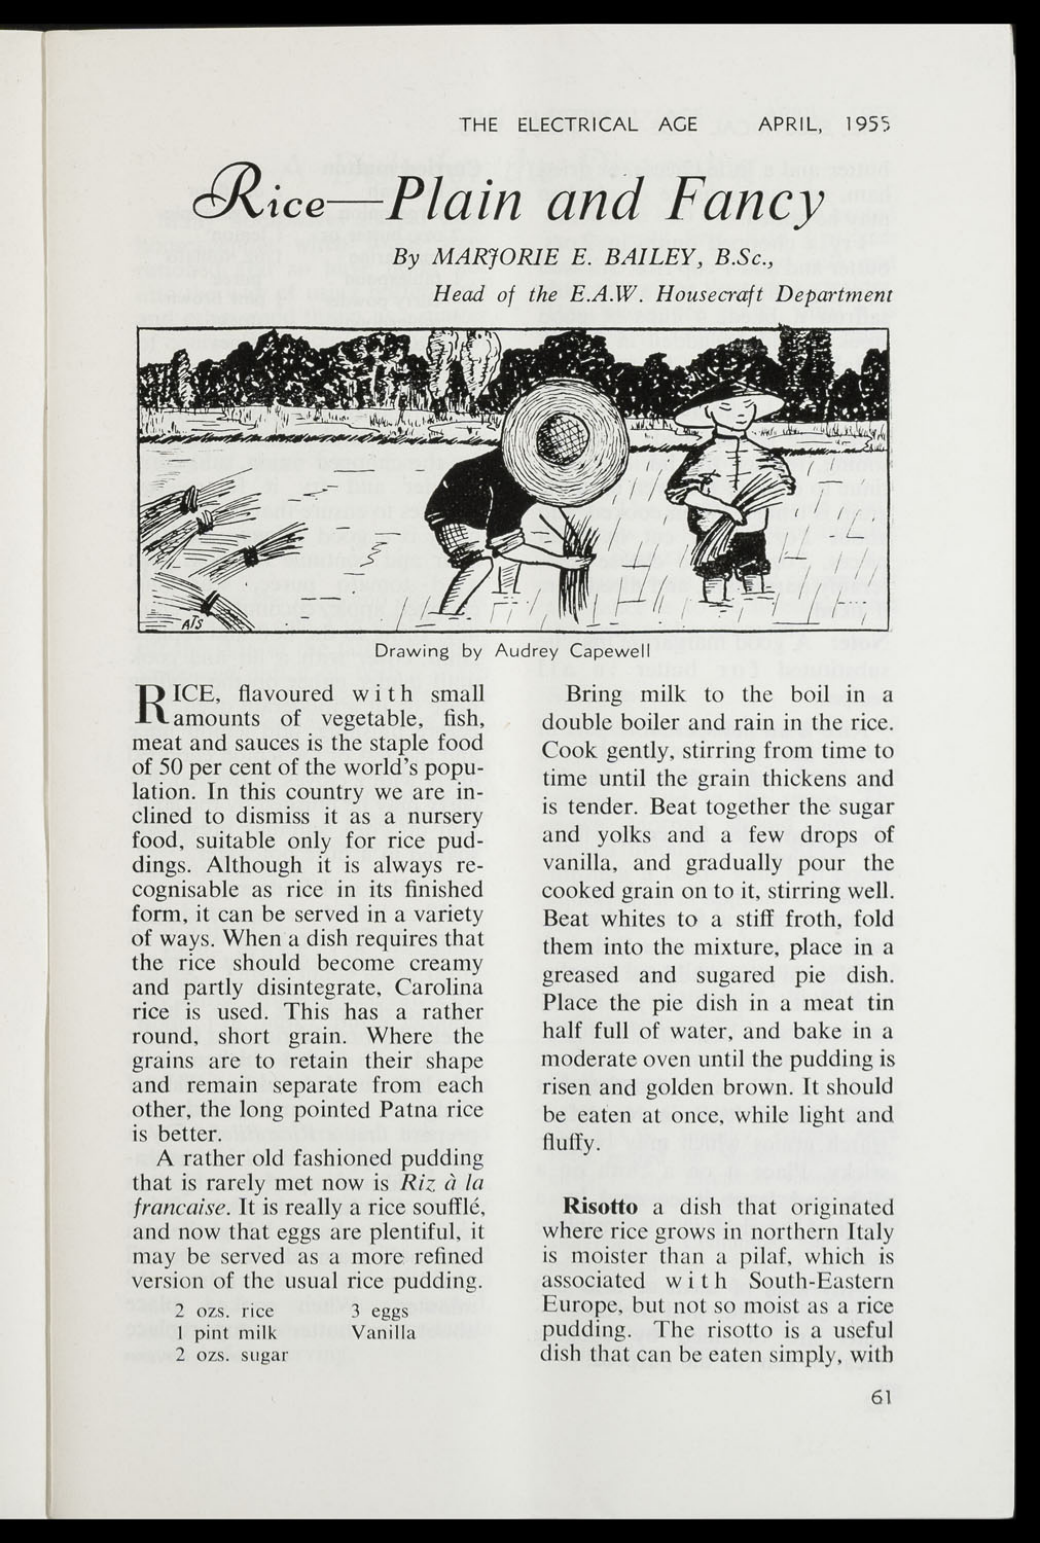 THE ELECTRICAL AGE APRIL, 1955
Rice—Plain and Fancy
By MARJORIE E. BAILEY, B.Sc.,
Head of the E.A.W. Housecraft Department
ATS
Drawing by Audrey Capewell
RICE, flavoured with small
amounts of vegetable, fish,
meat and sauces is the staple food
of 50 per cent of the world's popu-
lation. In this country we are in-
clined to dismiss it as a nursery
food, suitable only for rice pud-
dings. Although it is always re-
cognisable as rice in its finished
form, it can be served in a variety
of ways. When a dish requires that
the rice should become creamy
and partly disintegrate, Carolina
rice is used. This has a rather
round, short grain. Where the
grains are to retain their shape
and remain separate from each
other, the long pointed Patna rice
is better.
A rather old fashioned pudding
that is rarely met now is Riz à la
francaise. It is really a rice soufflé,
and now that eggs are plentiful, it
may be served as a more refined
version of the usual rice pudding.
2 ozs. rice 3 eggs
1 pint milk Vanilla
2 ozs. sugar
Bring milk to the boil in a
double boiler and rain in the rice.
Cook gently, stirring from time to
time until the grain thickens and
is tender. Beat together the sugar
and yolks and a few drops of
vanilla, and gradually pour the
cooked grain on to it, stirring well.
Beat whites to a stiff froth, fold
them into the mixture, place in a
greased and sugared pie dish.
Place the pie dish in a meat tin
half full of water, and bake in a
moderate oven until the pudding is
risen and golden brown. It should
be eaten at once, while light and
fluffy.
Risotto a dish that originated
where rice grows in northern Italy
is moister than a pilaf, which is
associated with South-Eastern
Europe, but not so moist as a rice
pudding. The risotto is a useful
dish that can be eaten simply, with
61